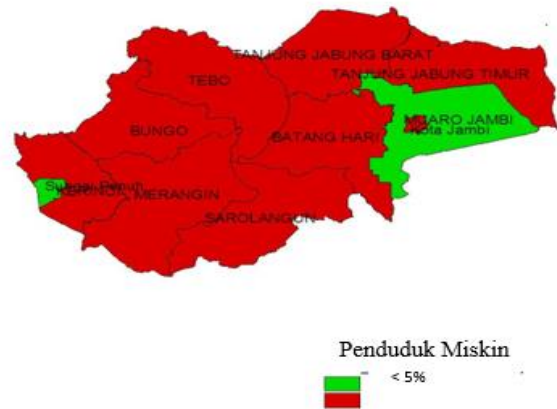 TANJUNG JABUNG BARAT
TEBO
TANJUNG JABUNG TIMUR
BUNGO
MUARO JAMBI
BATANG HARI
Kota Jambi
Sungai Penuh
KERINCI
MERANGIN
SAROLANGUN
Penduduk Miskin
< 5%